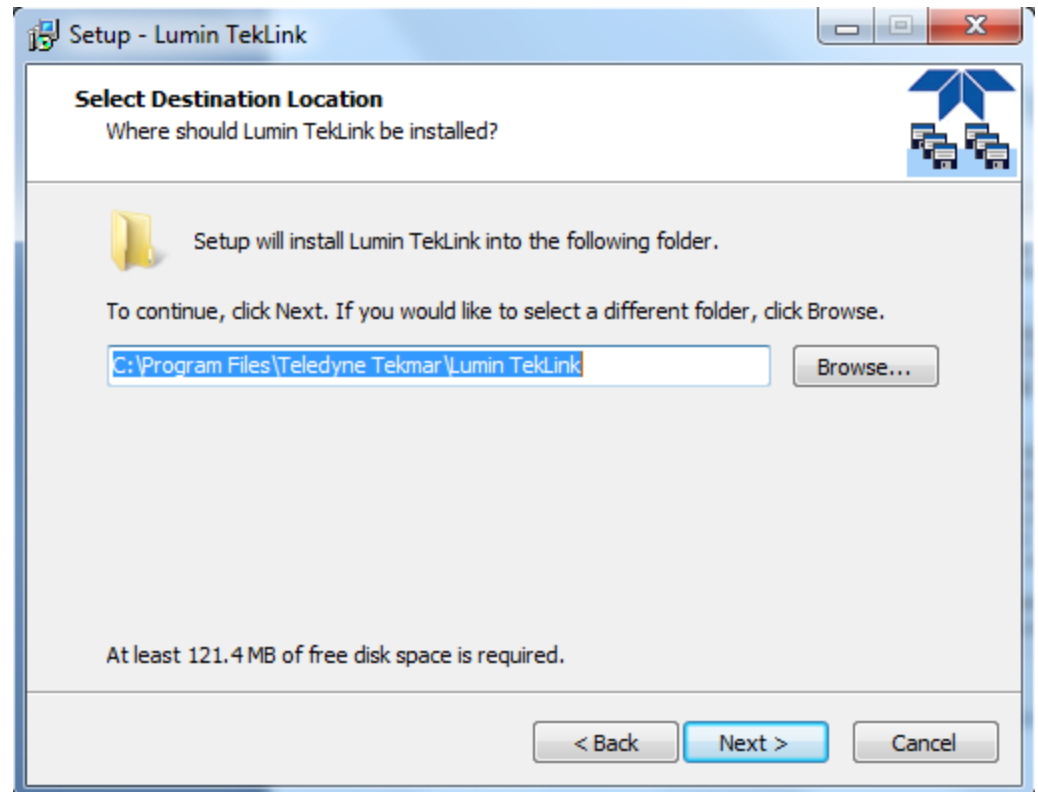 Setup - Lumin TekLink
Select Destination Location
Where should Lumin TekLink be installed?
Setup will install Lumin TekLink into the following folder.
To continue, click Next. If you would like to select a different folder, click Browse.
C:\Program Files\Teledyne Tekmar\Lumin TekLink
Browse...
At least 121.4 MB of free disk space is required.
< Back
Next >
Cancel